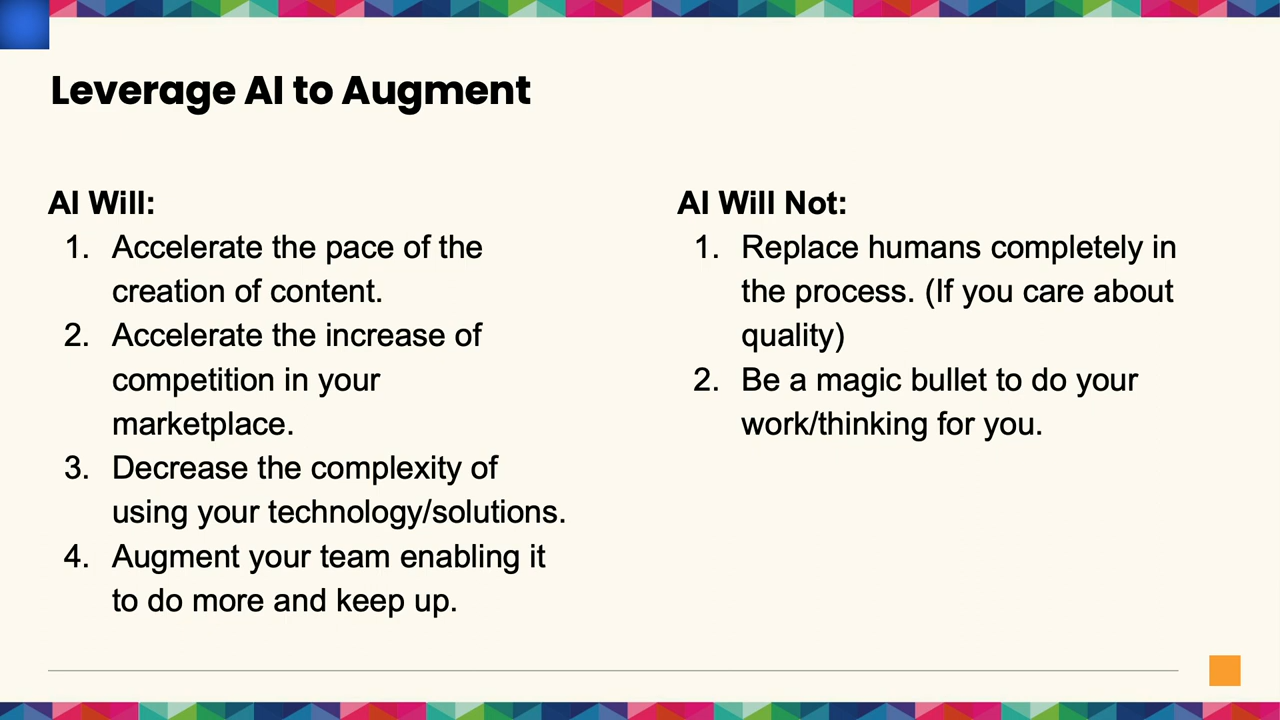 Leverage AI to Augment
AI Will:
1. Accelerate the pace of the
creation of content.
2. Accelerate the increase of
competition in your
marketplace.
3. Decrease the complexity of
using your technology/solutions.
4. Augment your team enabling it
to do more and keep up.
AI Will Not:
1. Replace humans completely in
the process. (If you care about
quality)
2. Be a magic bullet to do your
work/thinking for you.